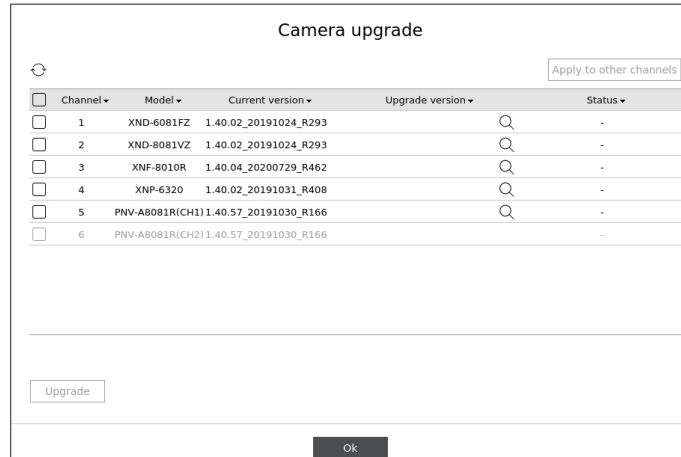 Camera upgrade
Apply to other channels
Channel Model Current version Upgrade version Status
1 XND-6081FZ 1.40.02_20191024_R293 -
2 XND-8081VZ 1.40.02_20191024_R293 -
3 XNF-8010R 1.40.04_20200729_R462 -
4 XNP-6320 1.40.02_20191031_R408 -
5 PNV-A8081R(CH1) 1.40.57_20191030_R166 -
6 PNV-A8081R(CH2) 1.40.57_20191030_R166 -
Upgrade
Ok